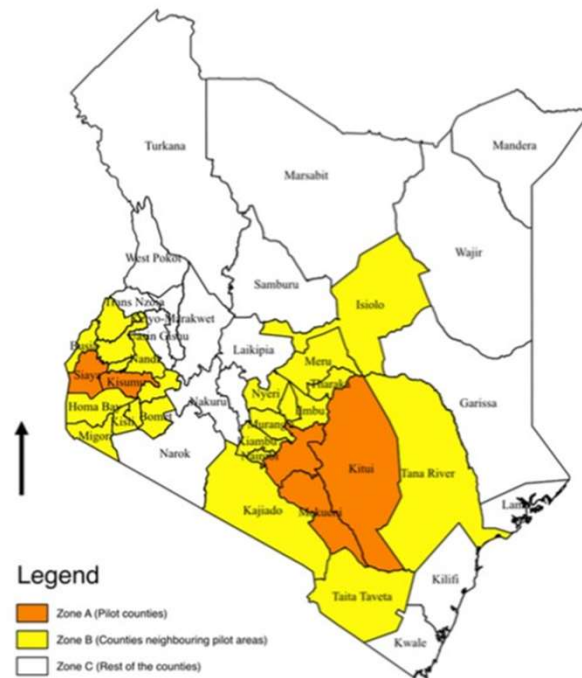 Turkana
Mandera
Marsabit
Wajir
West Pokot
Samburu
Isiolo
Trans Nzoia
Laikipia
Meru
Nandi
Tharaka
Siaya
Kisumu
Nyeri
Embu
Garissa
Nakuru
Homa Bay
Bomet
Muranga
Kiambu
Narok
Kitui
Tana River
Kajiado
Makueni
Kilifi
Taita Taveta
Kwale
Legend
Zone A (Pilot counties)
Zone B (Counties neighbouring pilot areas)
Zone C (Rest of the counties)